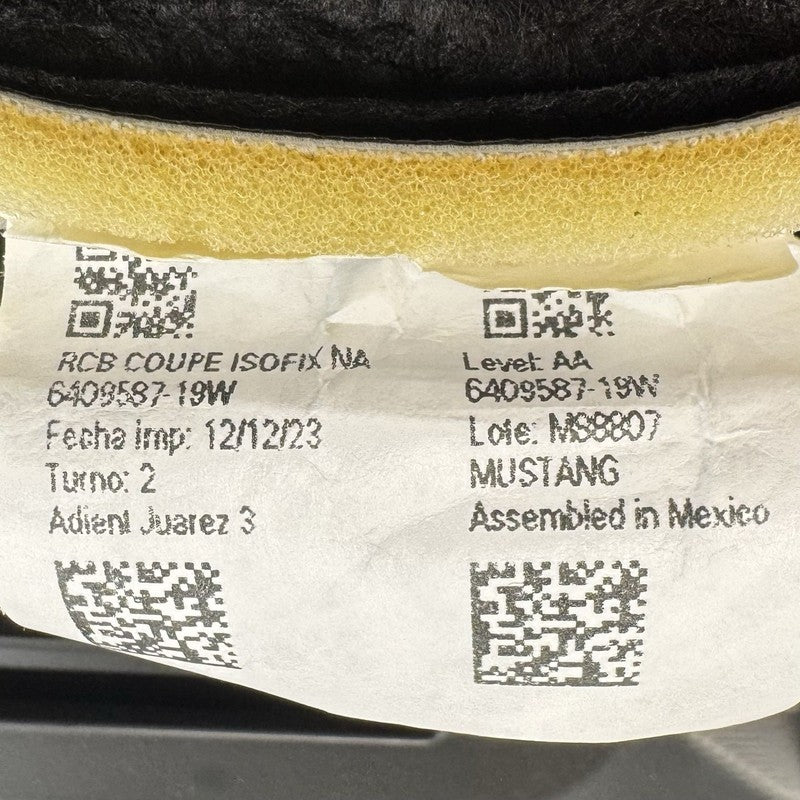 RCB COUPE ISOFIX NA
6409587-19W
Fecha imp: 12/12/23
Turno: 2
Adient Juarez 3
Level: AA
6409587-19W
Lote: MS8807
MUSTANG
Assembled in Mexico